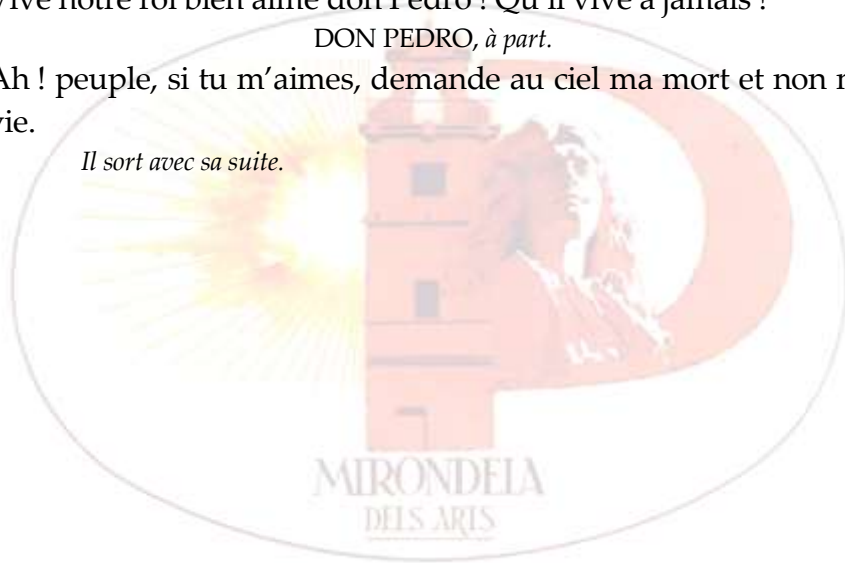 Vive notre roi bien aimé don Pedro ! Qu'il vive à jamais !
DON PEDRO, à part.
Ah ! peuple, si tu m'aimes, demande au ciel ma mort et non
vie.
Il sort avec sa suite.
MIRONDELA
DELS ARTS